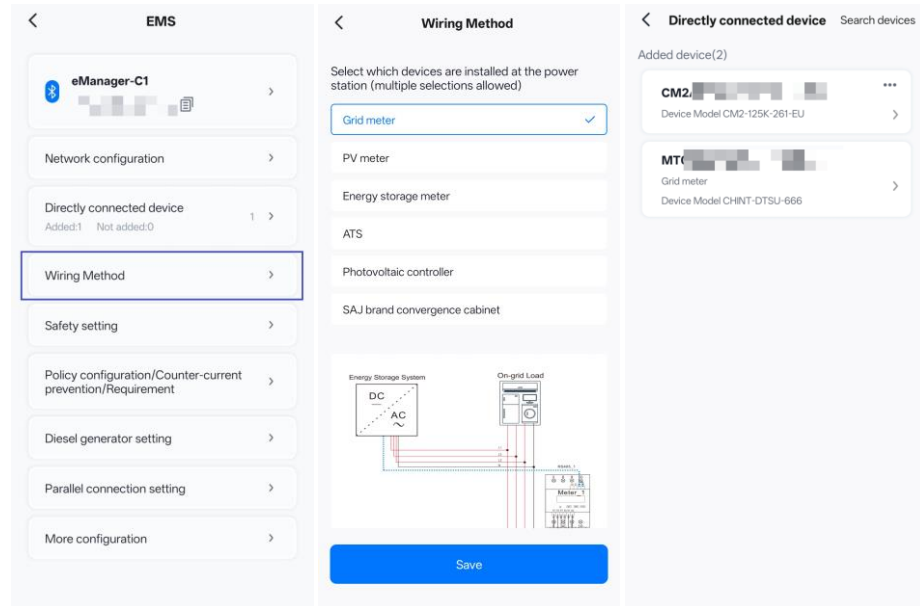 EMS
eManager-C1
Network configuration
Directly connected device
1
Added:1 Not added:0
Wiring Method
Safety setting
Policy configuration/Counter-current
prevention/Requirement
Diesel generator setting
Parallel connection setting
More configuration
Wiring Method
Select which devices are installed at the power
station (multiple selections allowed)
Grid meter
PV meter
Energy storage meter
ATS
Photovoltaic controller
SAJ brand convergence cabinet
Energy Storage System
On-grid Load
DC
AC
Meter_1
Save
Directly connected device Search devices
Added device(2)
CM2
Device Model CM2-125K-261-EU
Grid meter
Device Model CHINT-DTSU-666